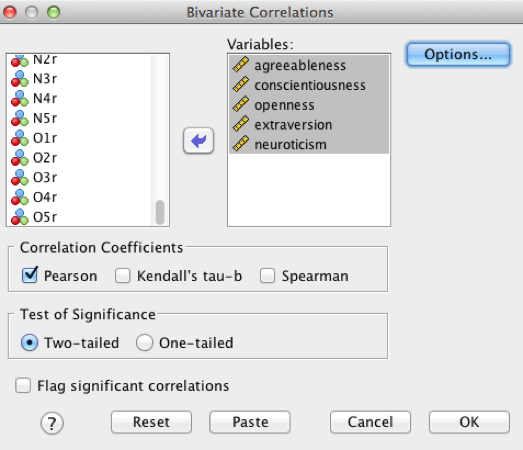 Bivariate Correlations
Variables:
N2r
N3r
N4r
N5r
O1r
O2r
O3r
O4r
O5r
agreeableness
conscientiousness
openness
extraversion
neuroticism
Options...
Correlation Coefficients
Pearson Kendall's tau-b Spearman
Test of Significance
Two-tailed One-tailed
Flag significant correlations
? Reset Paste Cancel OK